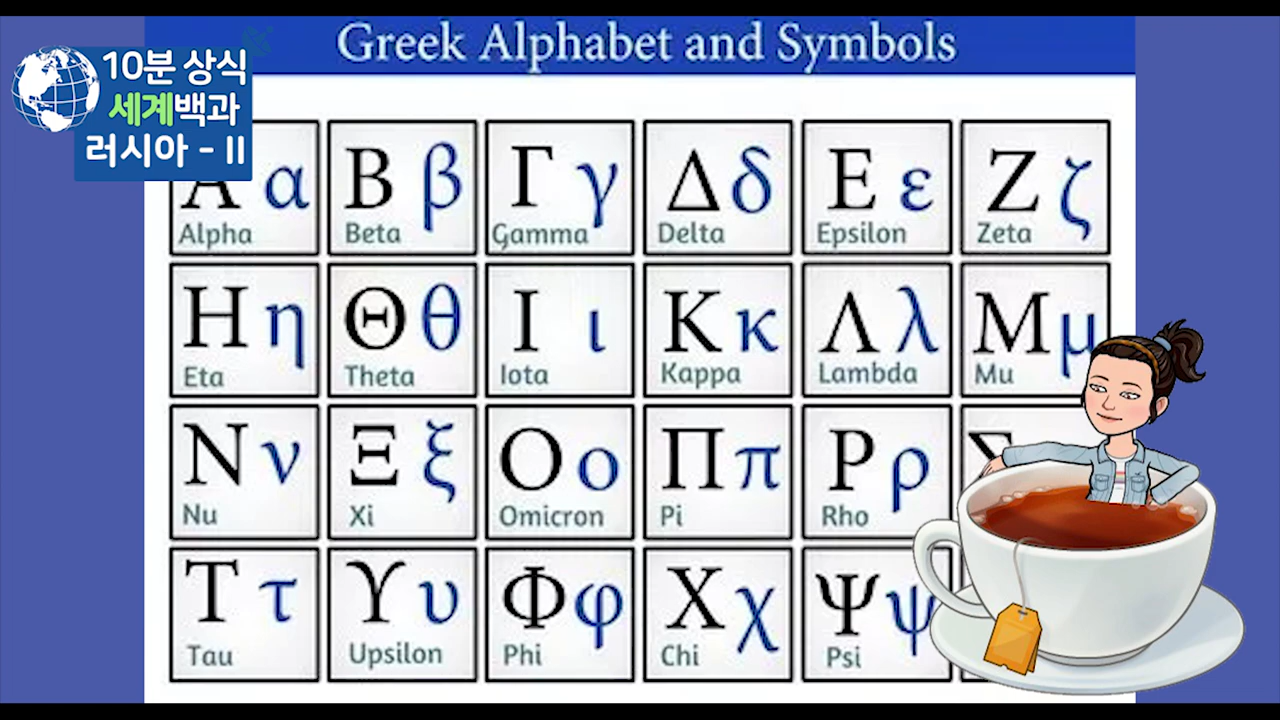 Greek Alphabet and Symbols
10분 상식
세계백과
러시아 - II
Α α Β β Γ γ Δ δ Ε ε Ζ ζ
Alpha Beta Gamma Delta Epsilon Zeta
Η η Θ θ Ι ι Κ κ Λ λ Μ μ
Eta Theta Iota Kappa Lambda Mu
Ν ν Ξ ξ Ο ο Π π Ρ ρ Σ
Nu Xi Omicron Pi Rho
Τ τ Υ υ Φ φ Χ χ Ψ ψ
Tau Upsilon Phi Chi Psi